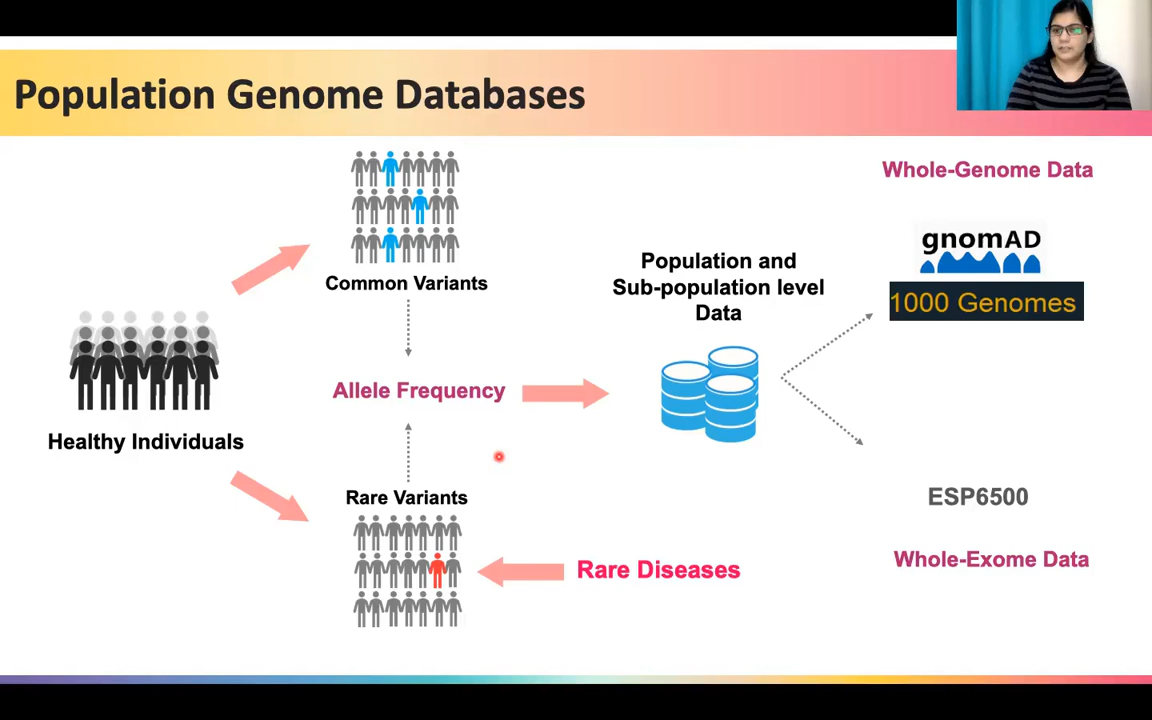 Population Genome Databases
Whole-Genome Data
gnomAD
1000 Genomes
Population and
Sub-population level
Data
Common Variants
Allele Frequency
Healthy Individuals
Rare Variants
Rare Diseases
ESP6500
Whole-Exome Data